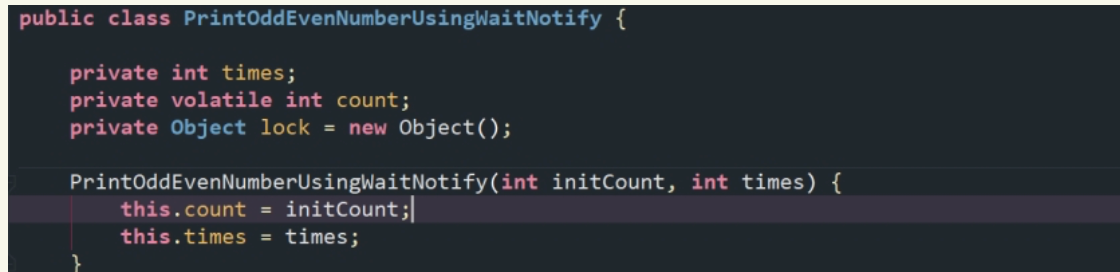 public class PrintOddEvenNumberUsingWaitNotify {
private int times;
private volatile int count;
private Object lock = new Object();
PrintOddEvenNumberUsingWaitNotify(int initCount, int times) {
this.count = initCount;
this.times = times;
}